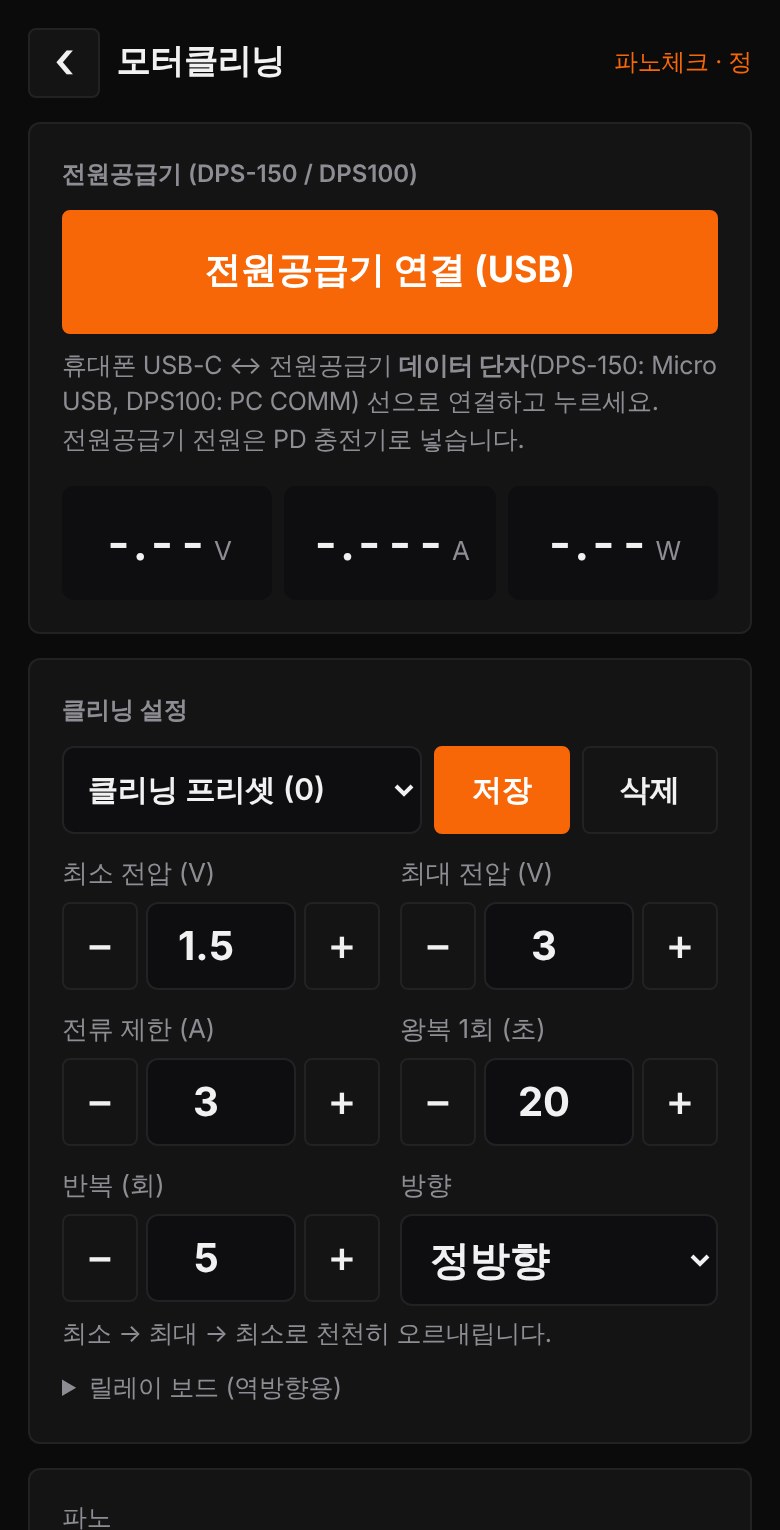 모터클리닝
파노체크 · 정
전원공급기 (DPS-150 / DPS100)
전원공급기 연결 (USB)
휴대폰 USB-C ↔ 전원공급기 데이터 단자(DPS-150: Micro
USB, DPS100: PC COMM) 선으로 연결하고 누르세요.
전원공급기 전원은 PD 충전기로 넣습니다.
-.-- V
-.--- A
-.-- W
클리닝 설정
클리닝 프리셋 (0)
저장
삭제
최소 전압 (V)
최대 전압 (V)
− 1.5 +
− 3 +
전류 제한 (A)
왕복 1회 (초)
− 3 +
− 20 +
반복 (회)
방향
− 5 +
정방향
최소 → 최대 → 최소로 천천히 오르내립니다.
▶ 릴레이 보드 (역방향용)
파노